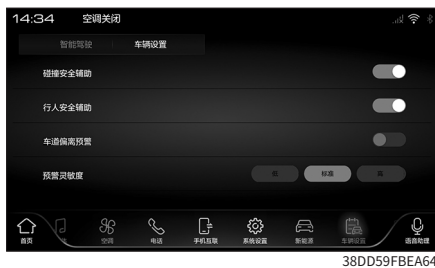 14:34 空调关闭
智能驾驶 车辆设置
碰撞安全辅助
行人安全辅助
车道偏离预警
预警灵敏度 低 标准 高
首页 空调 电话 手机互联 系统设置 新能源 车辆设置 语音助理
38DD59FBEA64